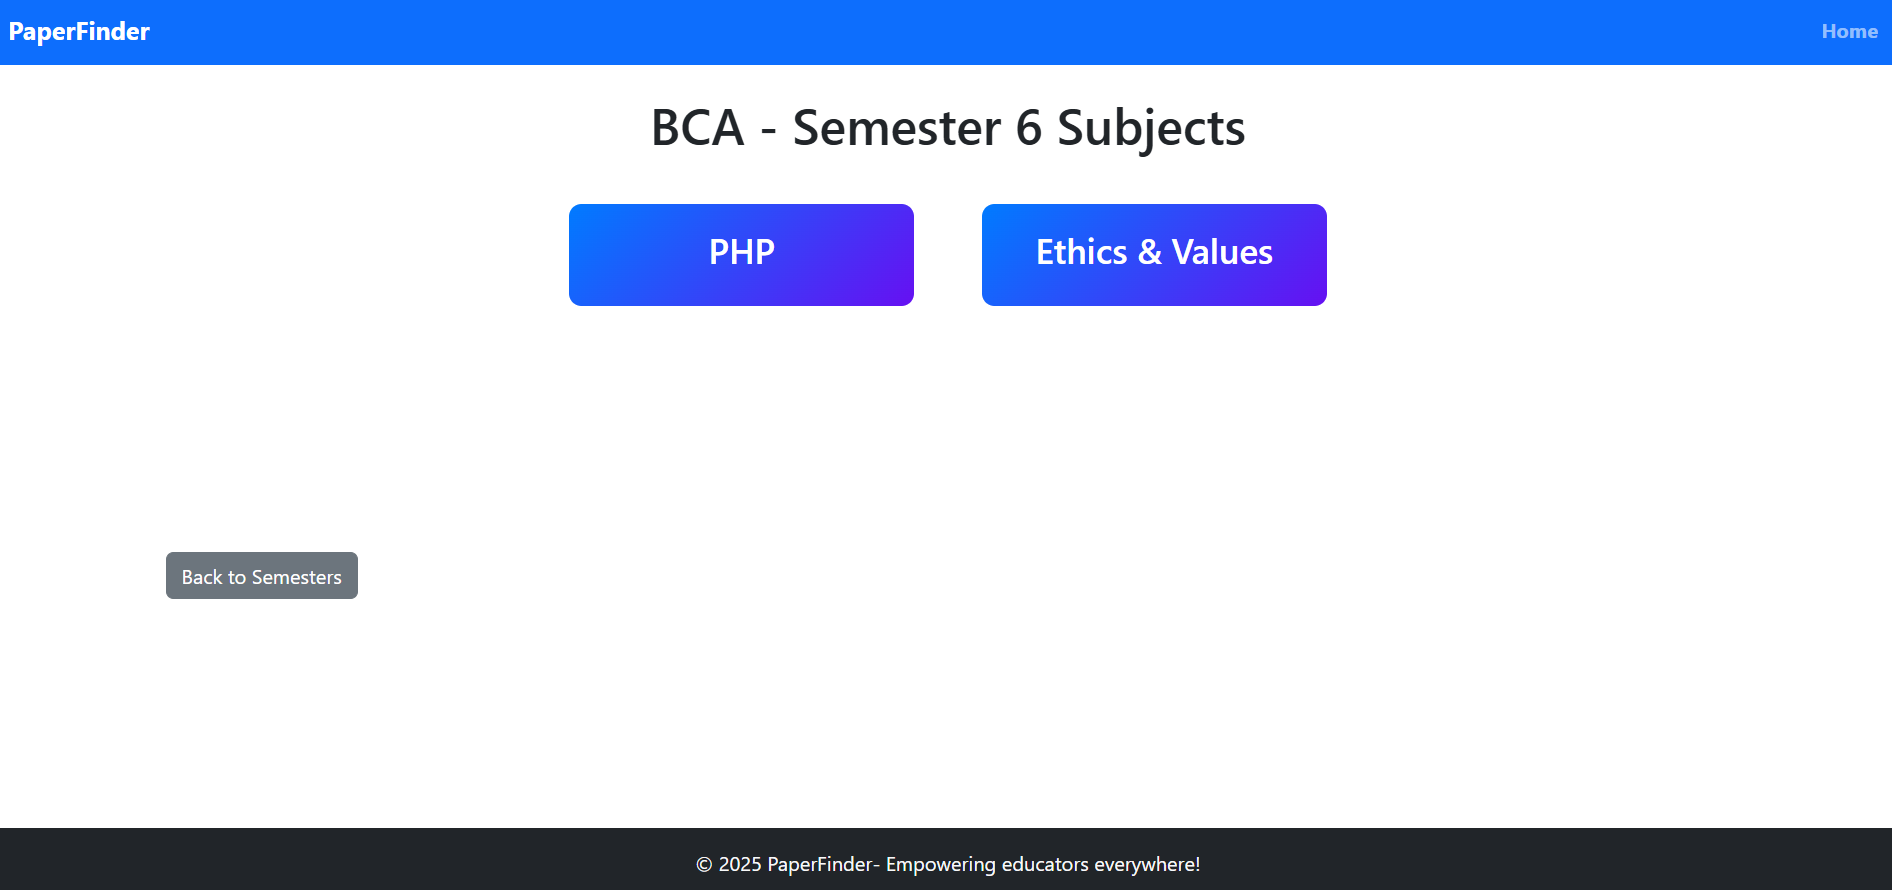 PaperFinder
Home
BCA - Semester 6 Subjects
PHP
Ethics & Values
Back to Semesters
© 2025 PaperFinder- Empowering educators everywhere!